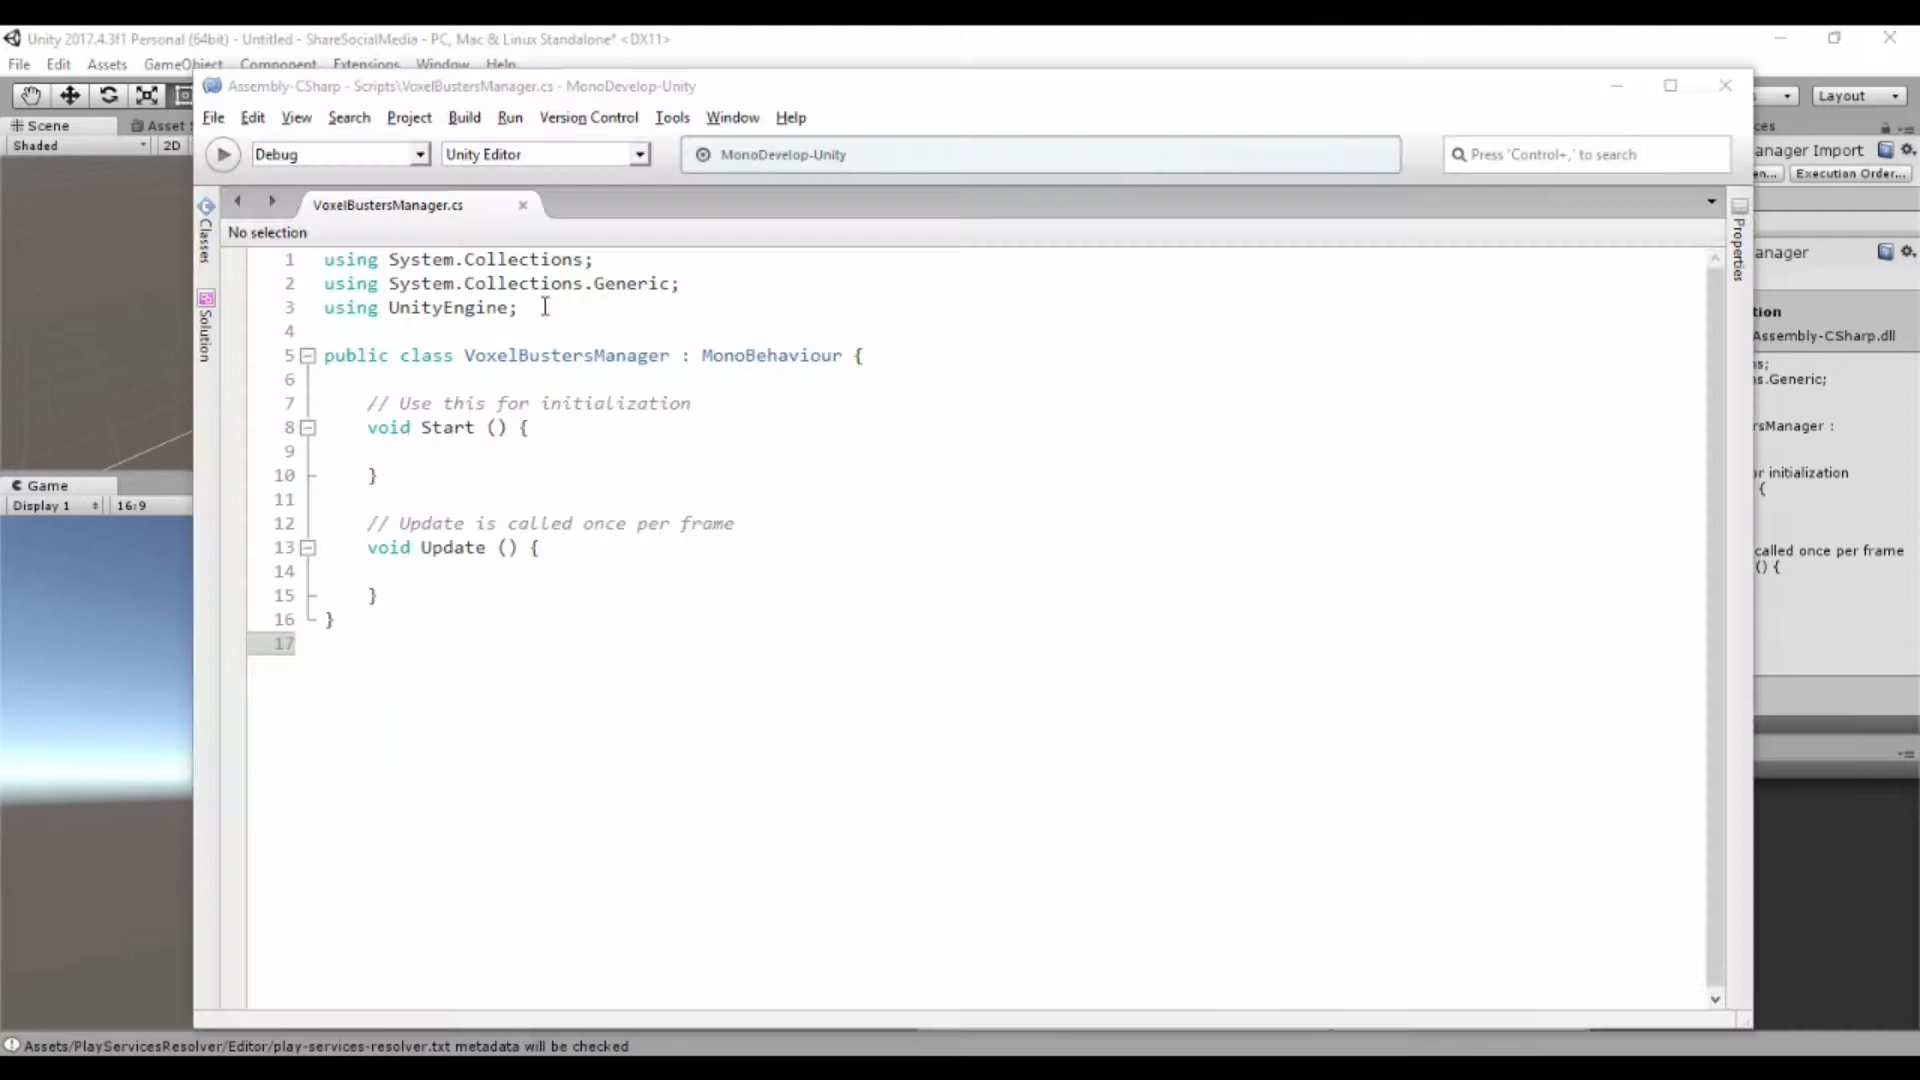 Unity 2017.4.3f1 Personal (64bit) - Untitled - ShareSocialMedia - PC, Mac & Linux Standalone* <DX11>
File Edit Assets GameObject Component Extensions Window Help
Layout
Scene
Asset
Shaded
2D
Game
Display 1
16:9
Assembly-CSharp - Scripts\VoxelBustersManager.cs - MonoDevelop-Unity
File Edit View Search Project Build Run Version Control Tools Window Help
Debug
Unity Editor
MonoDevelop-Unity
Press 'Control+,' to search
Classes
Solution
VoxelBustersManager.cs
No selection
1 using System.Collections;
2 using System.Collections.Generic;
3 using UnityEngine;
4
5 public class VoxelBustersManager : MonoBehaviour {
6
7 // Use this for initialization
8 void Start () {
9
10 }
11
12 // Update is called once per frame
13 void Update () {
14
15 }
16 }
17
Properties
ces
anager Import
en...
Execution Order...
anager
tion
Assembly-CSharp.dll
s;
s.Generic;
rsManager :
or initialization
{
called once per frame
() {
Assets/PlayServicesResolver/Editor/play-services-resolver.txt metadata will be checked